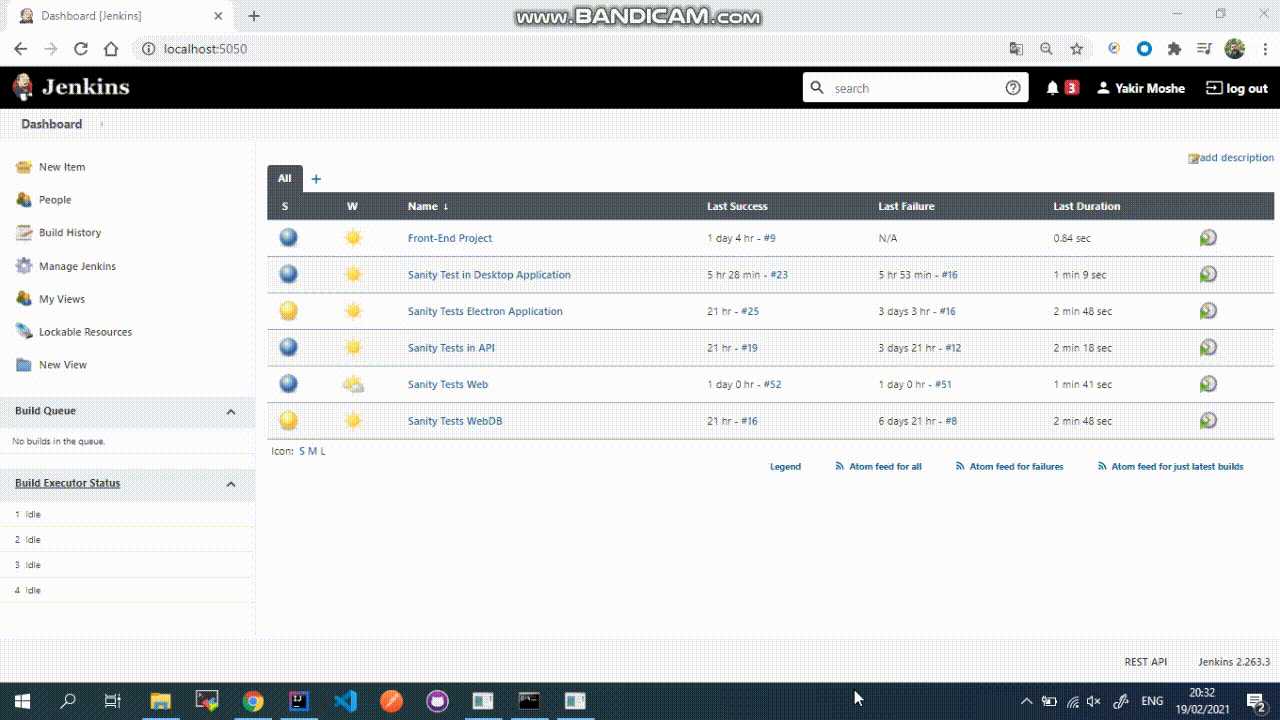 Dashboard [Jenkins]
www.BANDICAM.com
localhost:5050
Jenkins
search
3
Yakir Moshe
log out
Dashboard
New Item
People
Build History
Manage Jenkins
My Views
Lockable Resources
New View
Build Queue
No builds in the queue.
Build Executor Status
1 Idle
2 Idle
3 Idle
4 Idle
add description
All +
S W Name ↓ Last Success Last Failure Last Duration
Front-End Project 1 day 4 hr - #9 N/A 0.84 sec
Sanity Test in Desktop Application 5 hr 28 min - #23 5 hr 53 min - #16 1 min 9 sec
Sanity Tests Electron Application 21 hr - #25 3 days 3 hr - #16 2 min 48 sec
Sanity Tests in API 21 hr - #19 3 days 21 hr - #12 2 min 18 sec
Sanity Tests Web 1 day 0 hr - #52 1 day 0 hr - #51 1 min 41 sec
Sanity Tests WebDB 21 hr - #16 6 days 21 hr - #8 2 min 48 sec
Icon: S M L
Legend Atom feed for all Atom feed for failures Atom feed for just latest builds
REST API Jenkins 2.263.3
ENG
20:32
19/02/2021
2